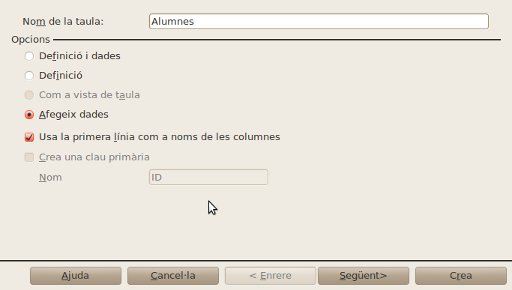 Nom de la taula: Alumnes
Opcions
Definició i dades
Definició
Com a vista de taula
Afegeix dades
Usa la primera línia com a noms de les columnes
Crea una clau primària
Nom ID
Ajuda Cancel·la < Enrere Següent> Crea